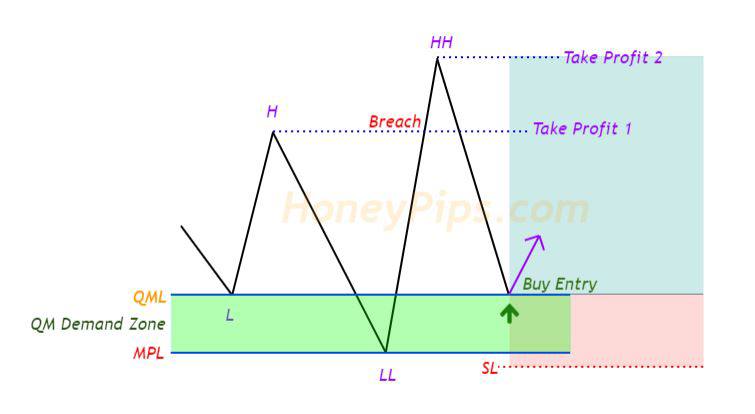 HH
Take Profit 2
H
Breach
Take Profit 1
HoneyPips.com
Buy Entry
QML
L
QM Demand Zone
MPL
SL
LL